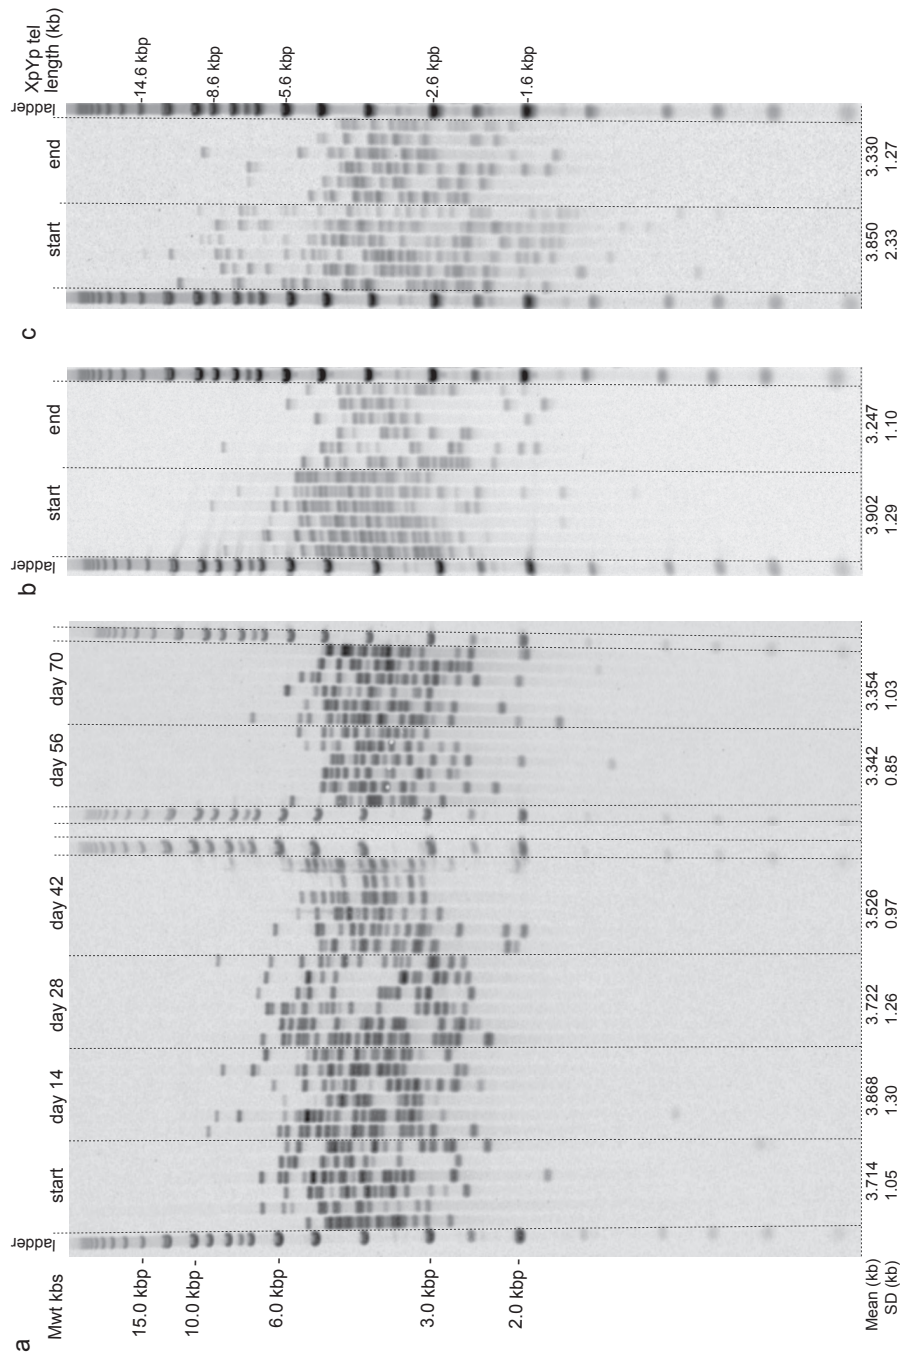 a
Mwt kbs
ladder
start
day 14
day 28
day 42
day 56
day 70
15.0 kbp
10.0 kbp
6.0 kbp
3.0 kbp
2.0 kbp
Mean (kb)
SD (kb)
3.714
1.05
3.868
1.30
3.722
1.26
3.526
0.97
3.342
0.85
3.354
1.03
b
ladder
start
end
3.902
1.29
3.247
1.10
c
start
end
ladder
XpYp tel
length (kb)
14.6 kbp
8.6 kbp
5.6 kbp
2.6 kbp
1.6 kbp
3.850
2.33
3.330
1.27